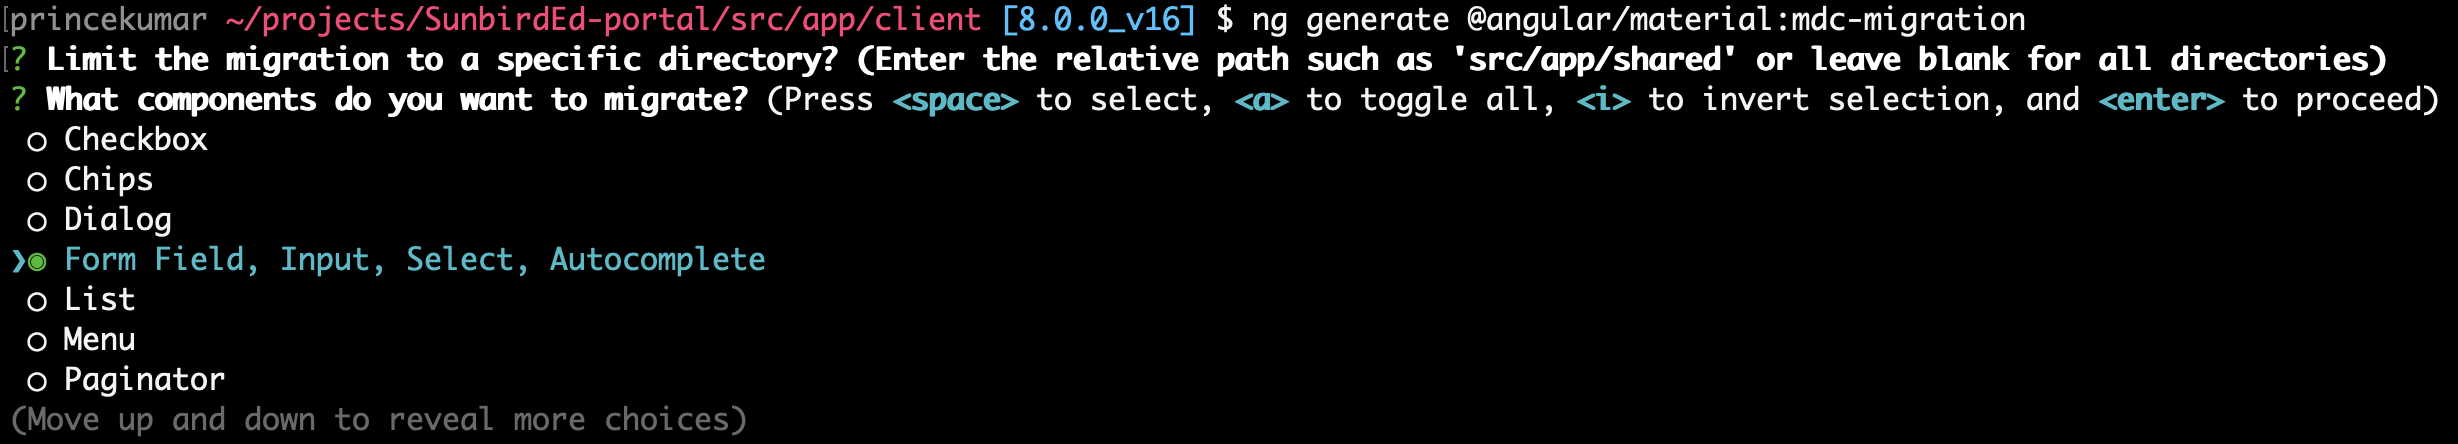 [princekumar ~/projects/SunbirdEd-portal/src/app/client [8.0.0_v16] $ ng generate @angular/material:mdc-migration
[? Limit the migration to a specific directory? (Enter the relative path such as 'src/app/shared' or leave blank for all directories)
? What components do you want to migrate? (Press <space> to select, <a> to toggle all, <i> to invert selection, and <enter> to proceed)
◯ Checkbox
◯ Chips
◯ Dialog
❯◉ Form Field, Input, Select, Autocomplete
◯ List
◯ Menu
◯ Paginator
(Move up and down to reveal more choices)